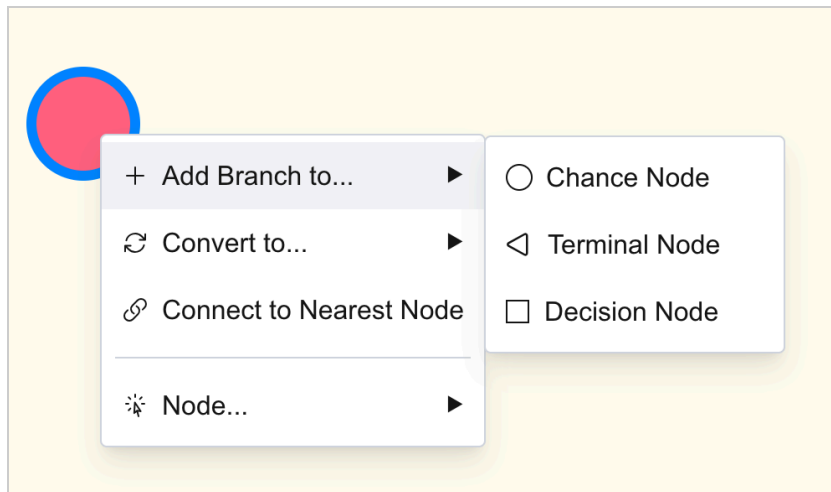 Add Branch to...
Convert to...
Connect to Nearest Node
Node...
Chance Node
Terminal Node
Decision Node